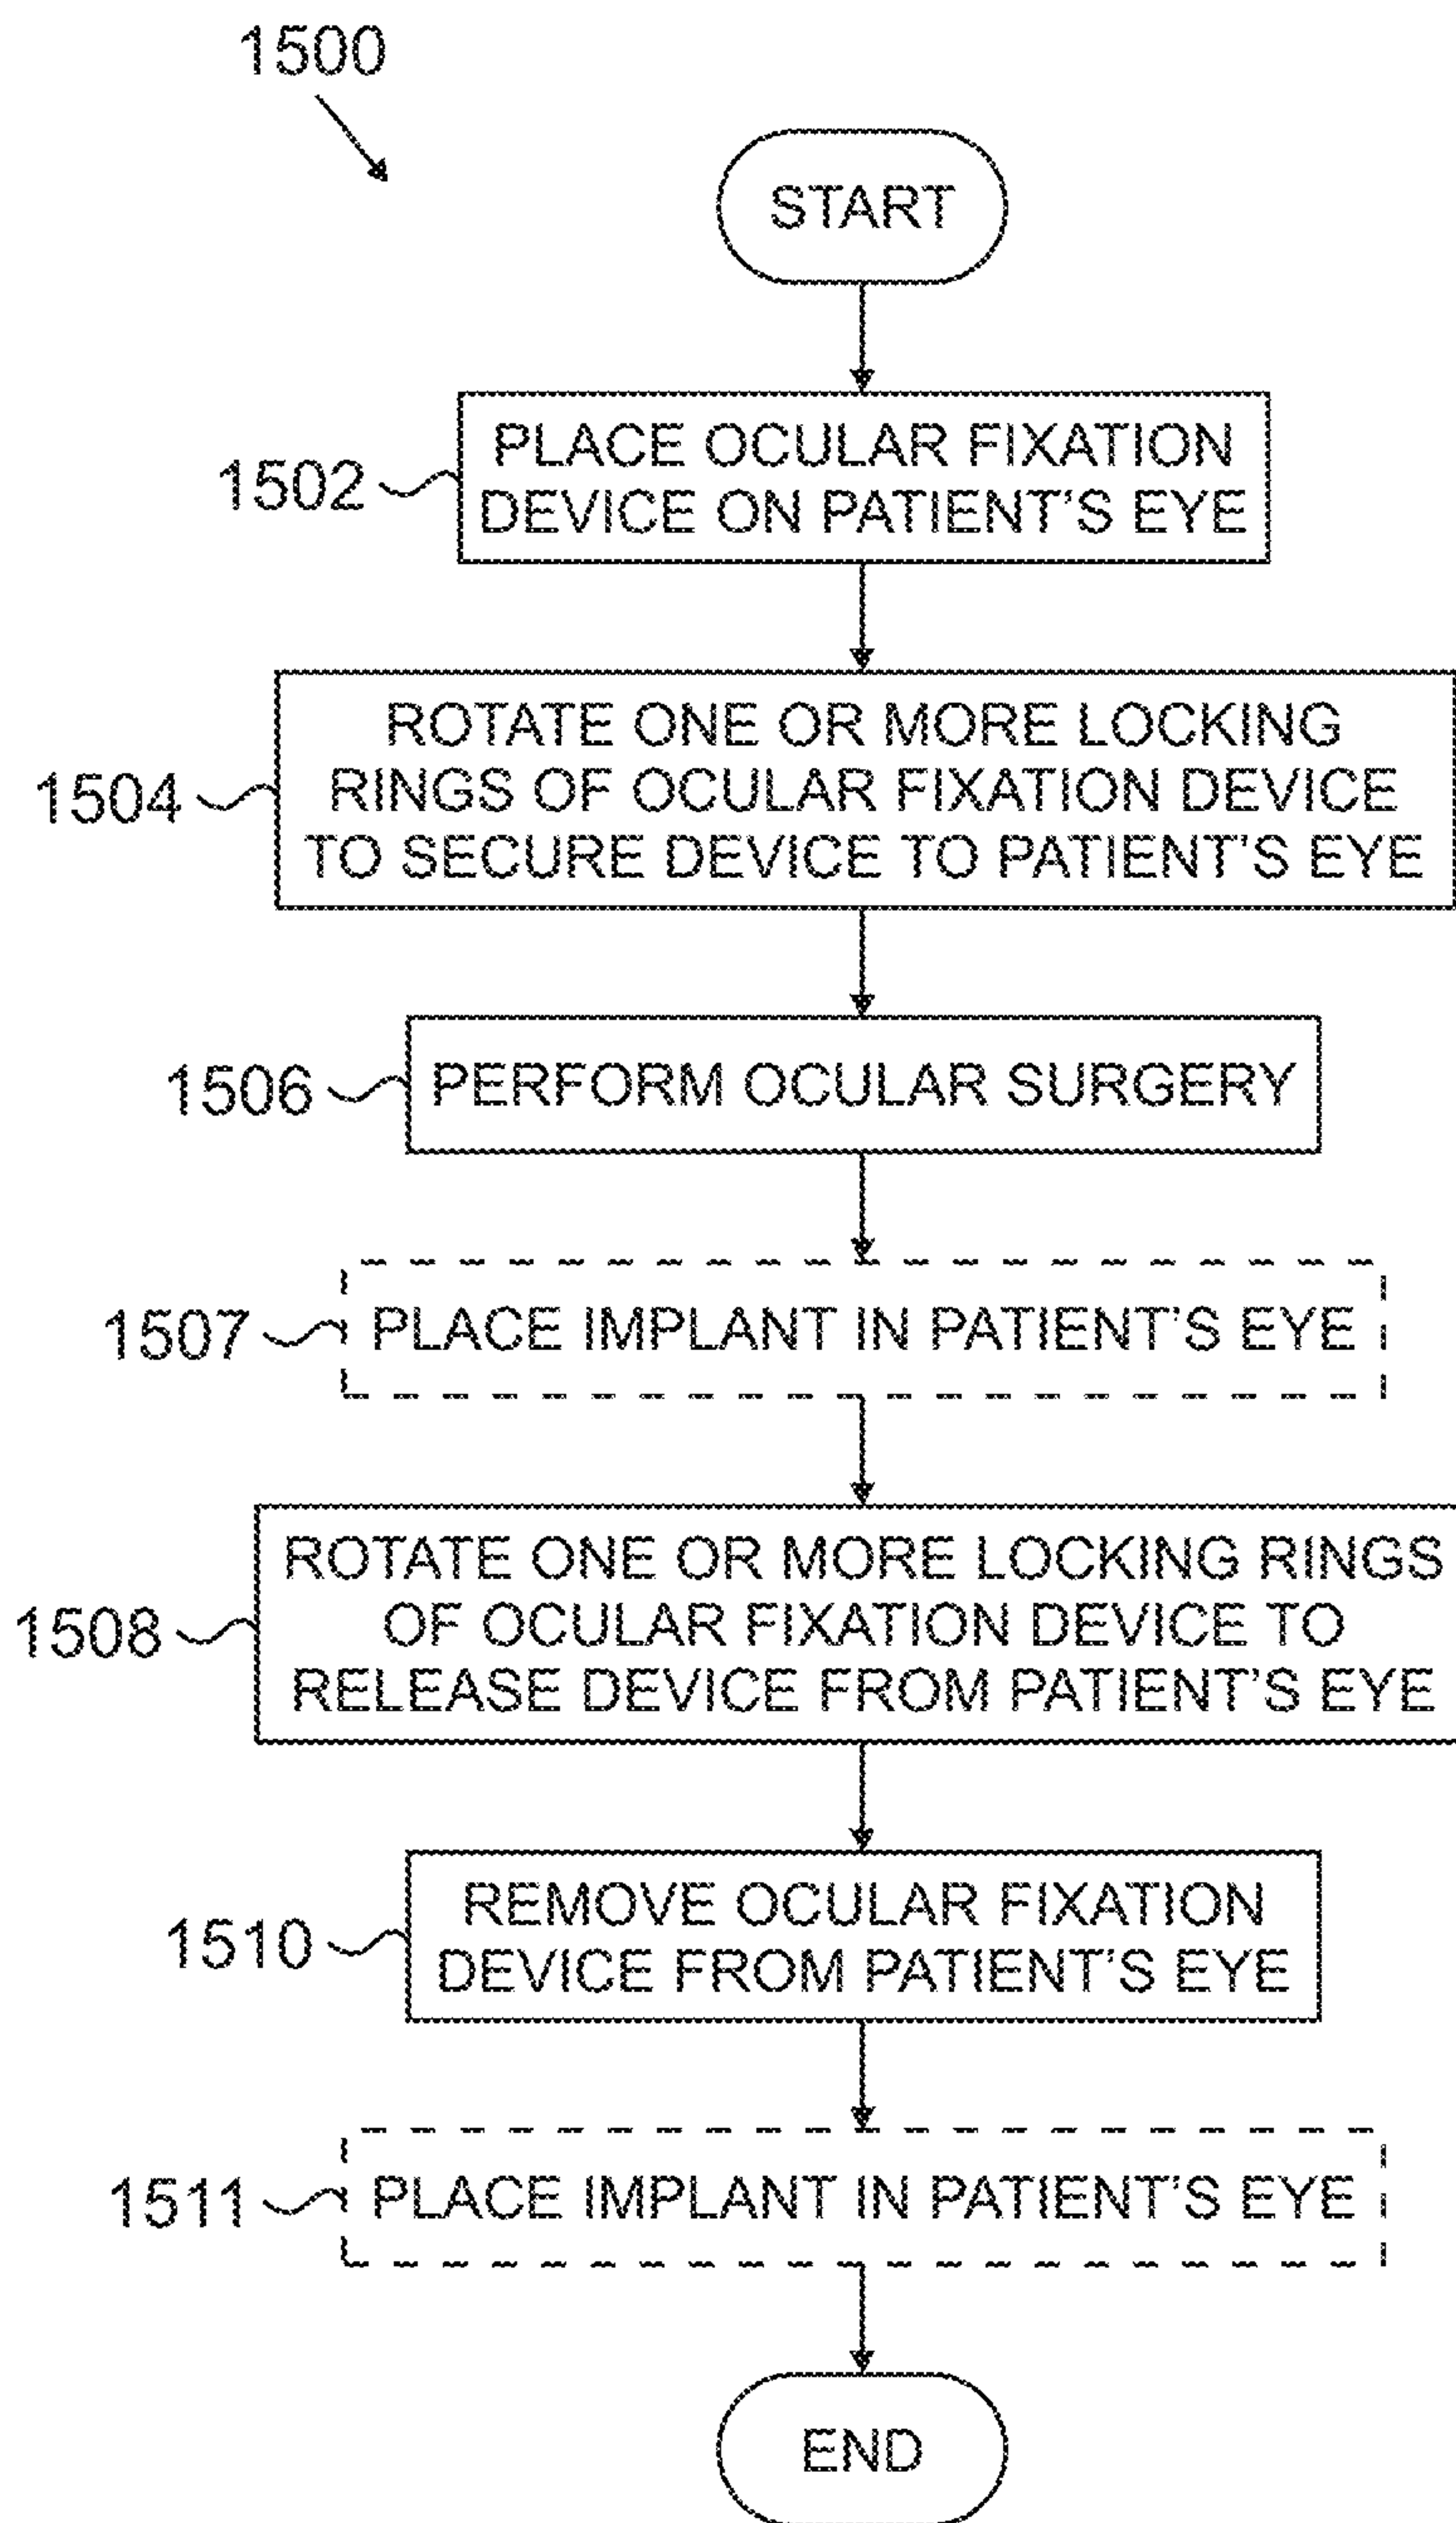 1500
START
1502
PLACE OCULAR FIXATION
DEVICE ON PATIENT'S EYE
1504
ROTATE ONE OR MORE LOCKING
RINGS OF OCULAR FIXATION DEVICE
TO SECURE DEVICE TO PATIENT'S EYE
1506
PERFORM OCULAR SURGERY
1507
PLACE IMPLANT IN PATIENT'S EYE
1508
ROTATE ONE OR MORE LOCKING RINGS
OF OCULAR FIXATION DEVICE TO
RELEASE DEVICE FROM PATIENT'S EYE
1510
REMOVE OCULAR FIXATION
DEVICE FROM PATIENT'S EYE
1511
PLACE IMPLANT IN PATIENT'S EYE
END